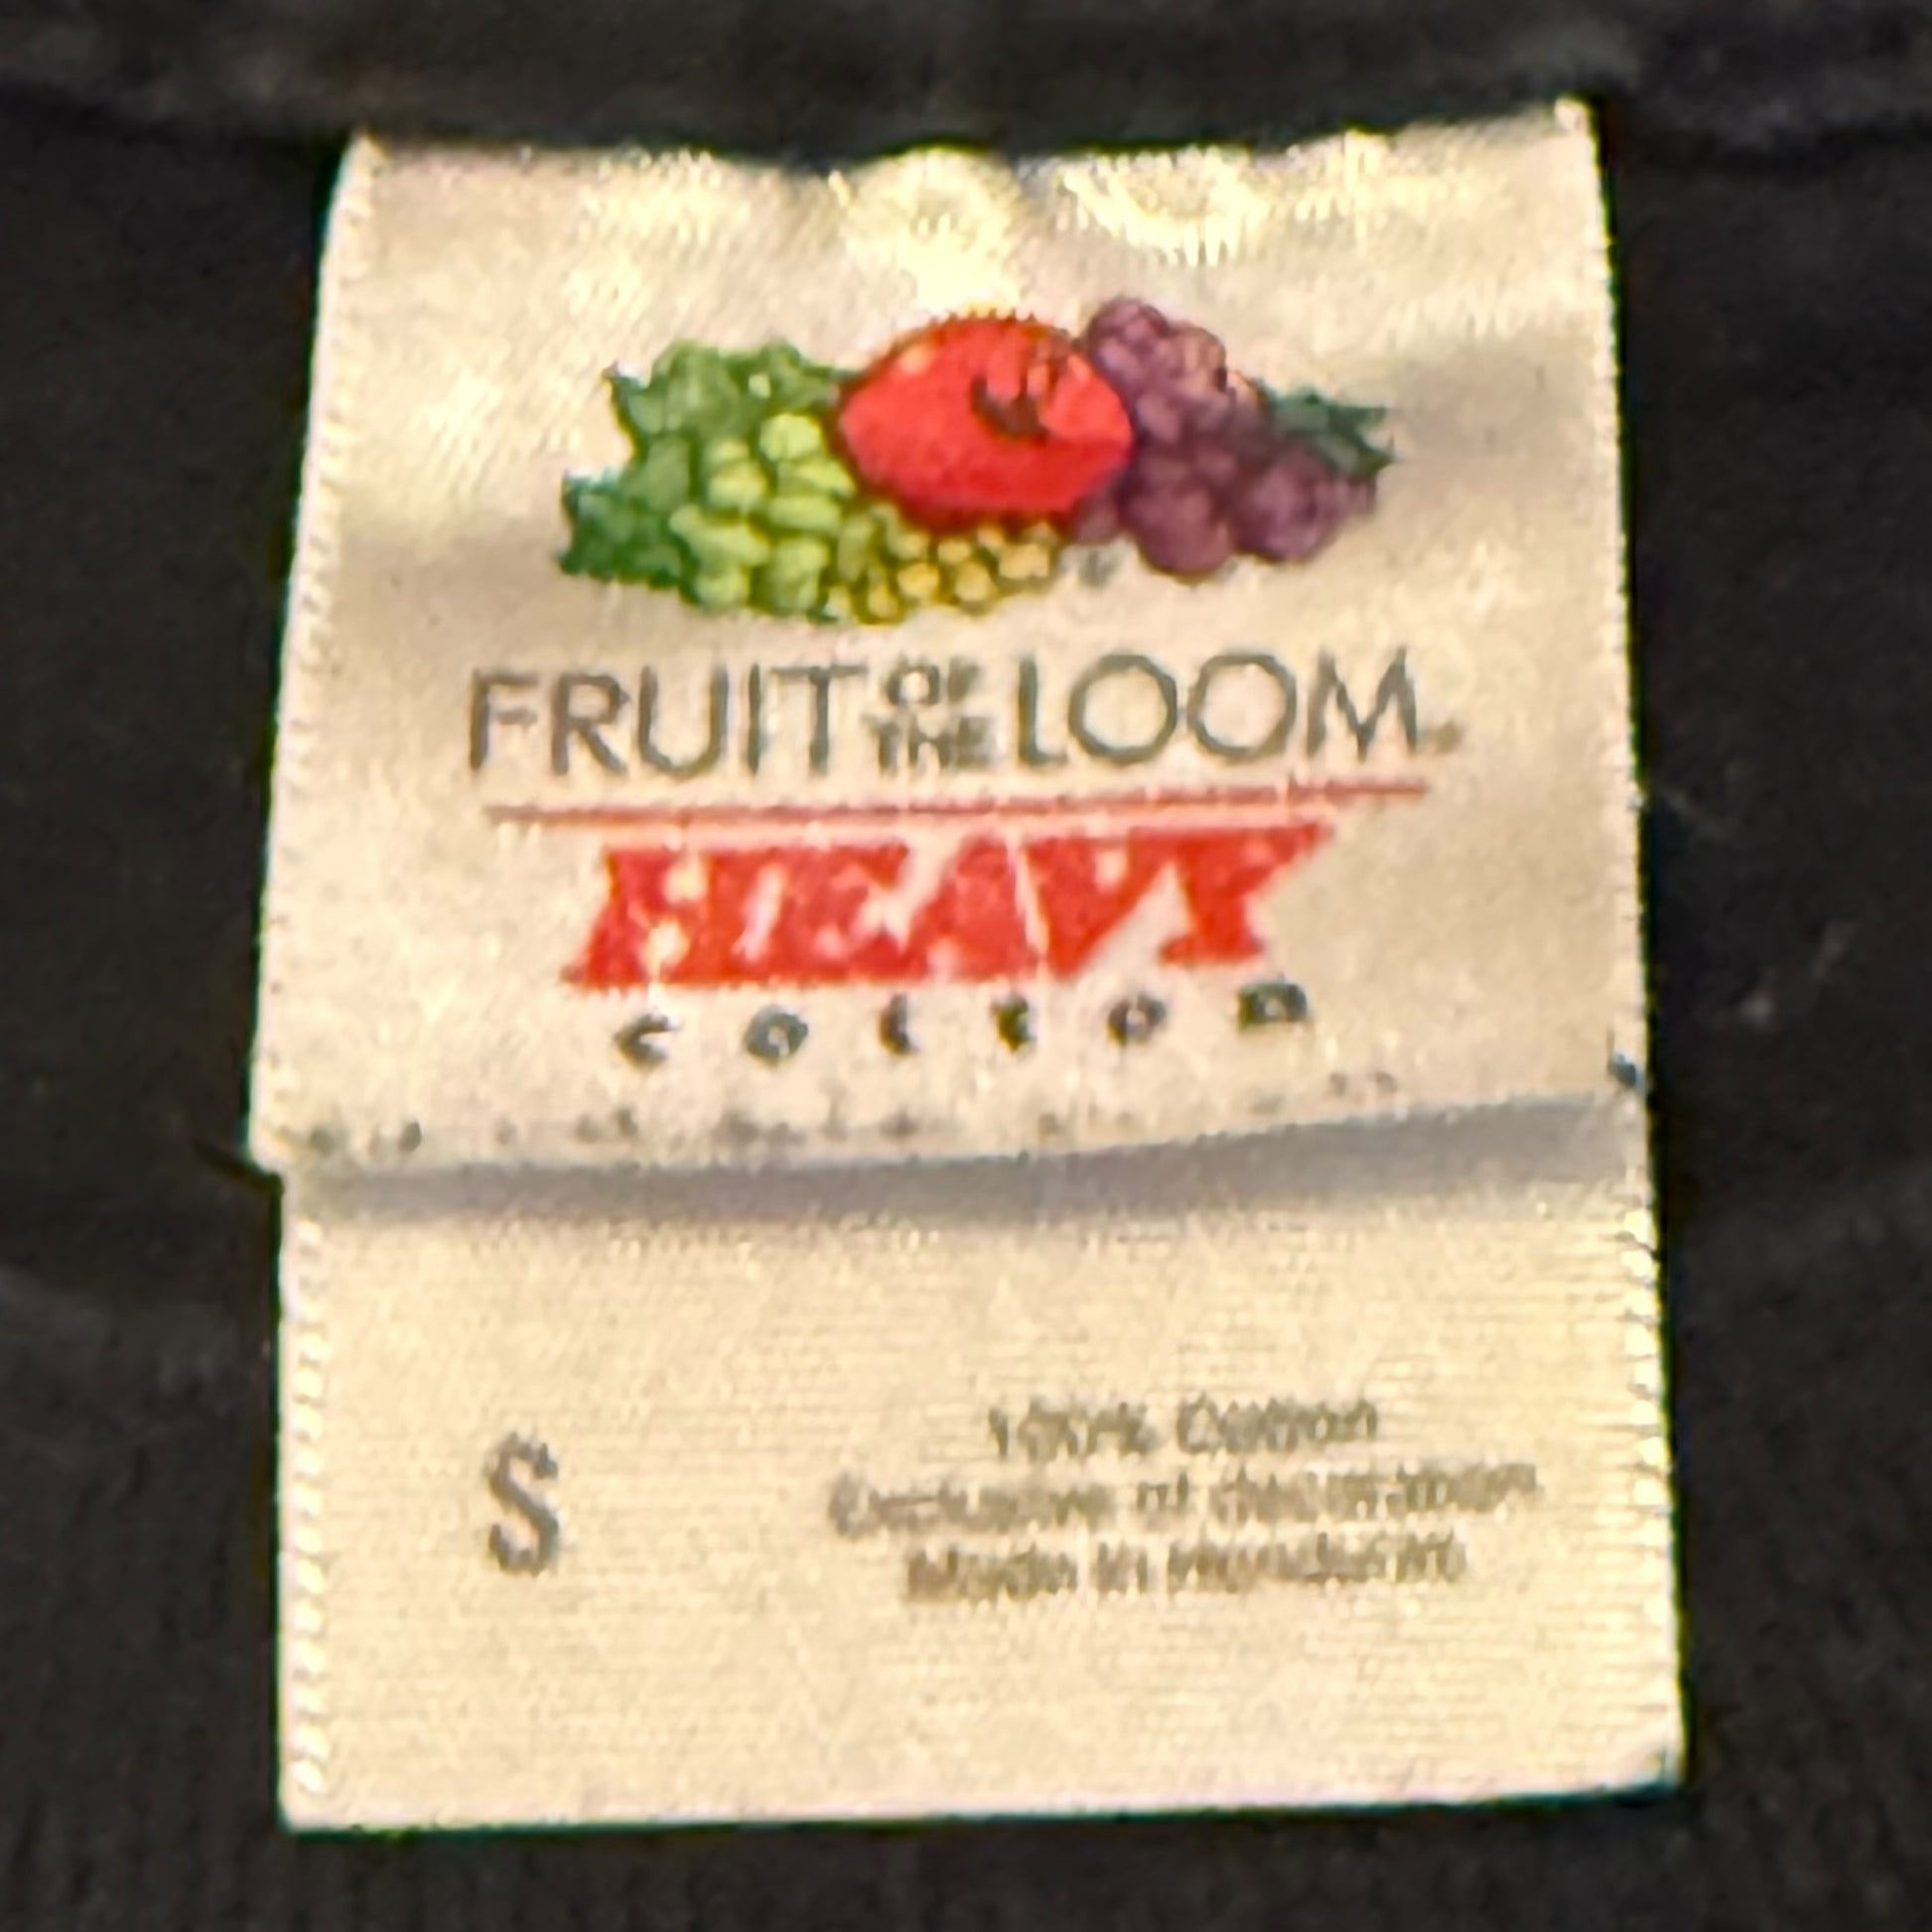 FRUIT OF THE LOOM
HEAVY
cotton
S
100% Cotton
Exclusive of decoration
Made in Honduras